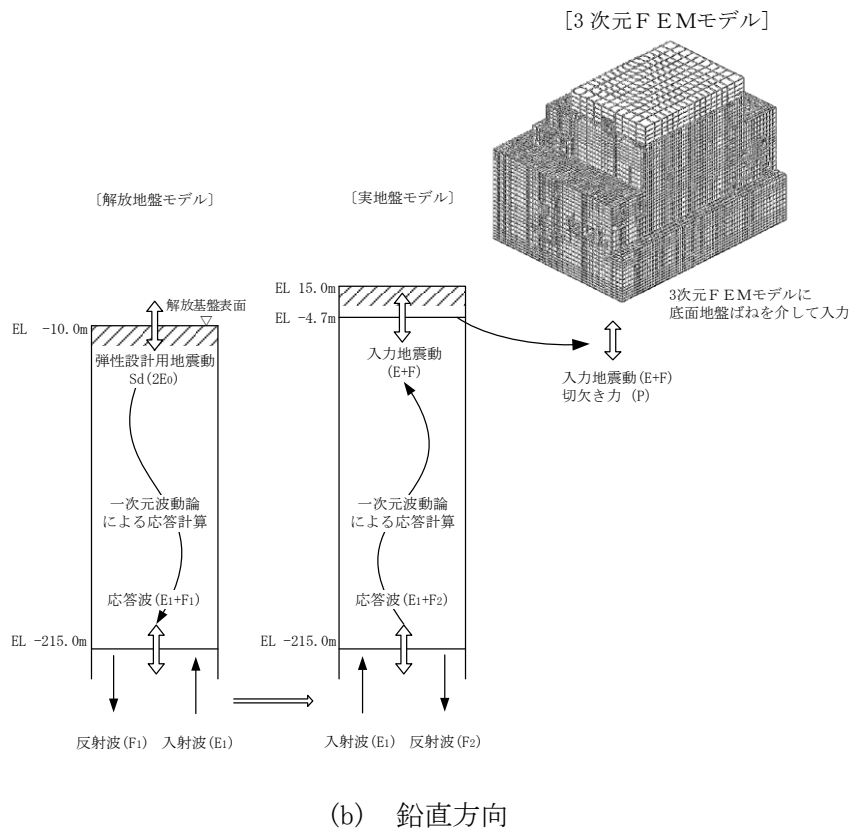 [3次元ＦＥＭモデル]
〔解放地盤モデル〕
〔実地盤モデル〕
解放基盤表面
▽
EL -10.0m
弾性設計用地震動
Sd(2E0)
一次元波動論
による応答計算
応答波(E1+F1)
EL -215.0m
反射波(F1) 入射波(E1)
EL 15.0m
EL -4.7m
入力地震動
(E+F)
一次元波動論
による応答計算
応答波(E1+F2)
EL -215.0m
入射波(E1) 反射波(F2)
3次元ＦＥＭモデルに
底面地盤ばねを介して入力
入力地震動(E+F)
切欠き力 (P)
(b) 鉛直方向